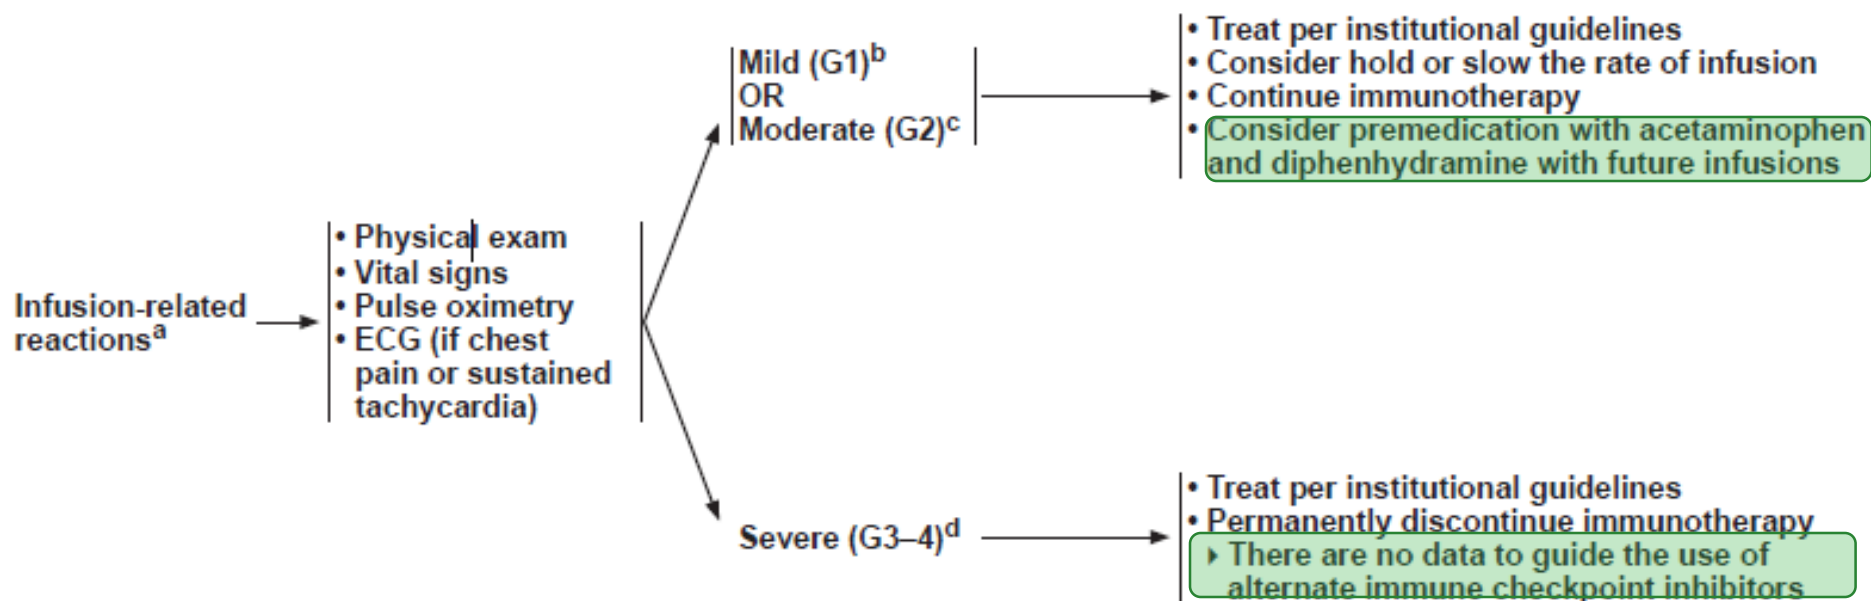 Infusion-related
reactionsᵃ
• Physical exam
• Vital signs
• Pulse oximetry
• ECG (if chest
pain or sustained
tachycardia)
Mild (G1)ᵇ
OR
Moderate (G2)ᶜ
• Treat per institutional guidelines
• Consider hold or slow the rate of infusion
• Continue immunotherapy
• Consider premedication with acetaminophen
and diphenhydramine with future infusions
Severe (G3–4)ᵈ
• Treat per institutional guidelines
• Permanently discontinue immunotherapy
‣ There are no data to guide the use of
alternate immune checkpoint inhibitors